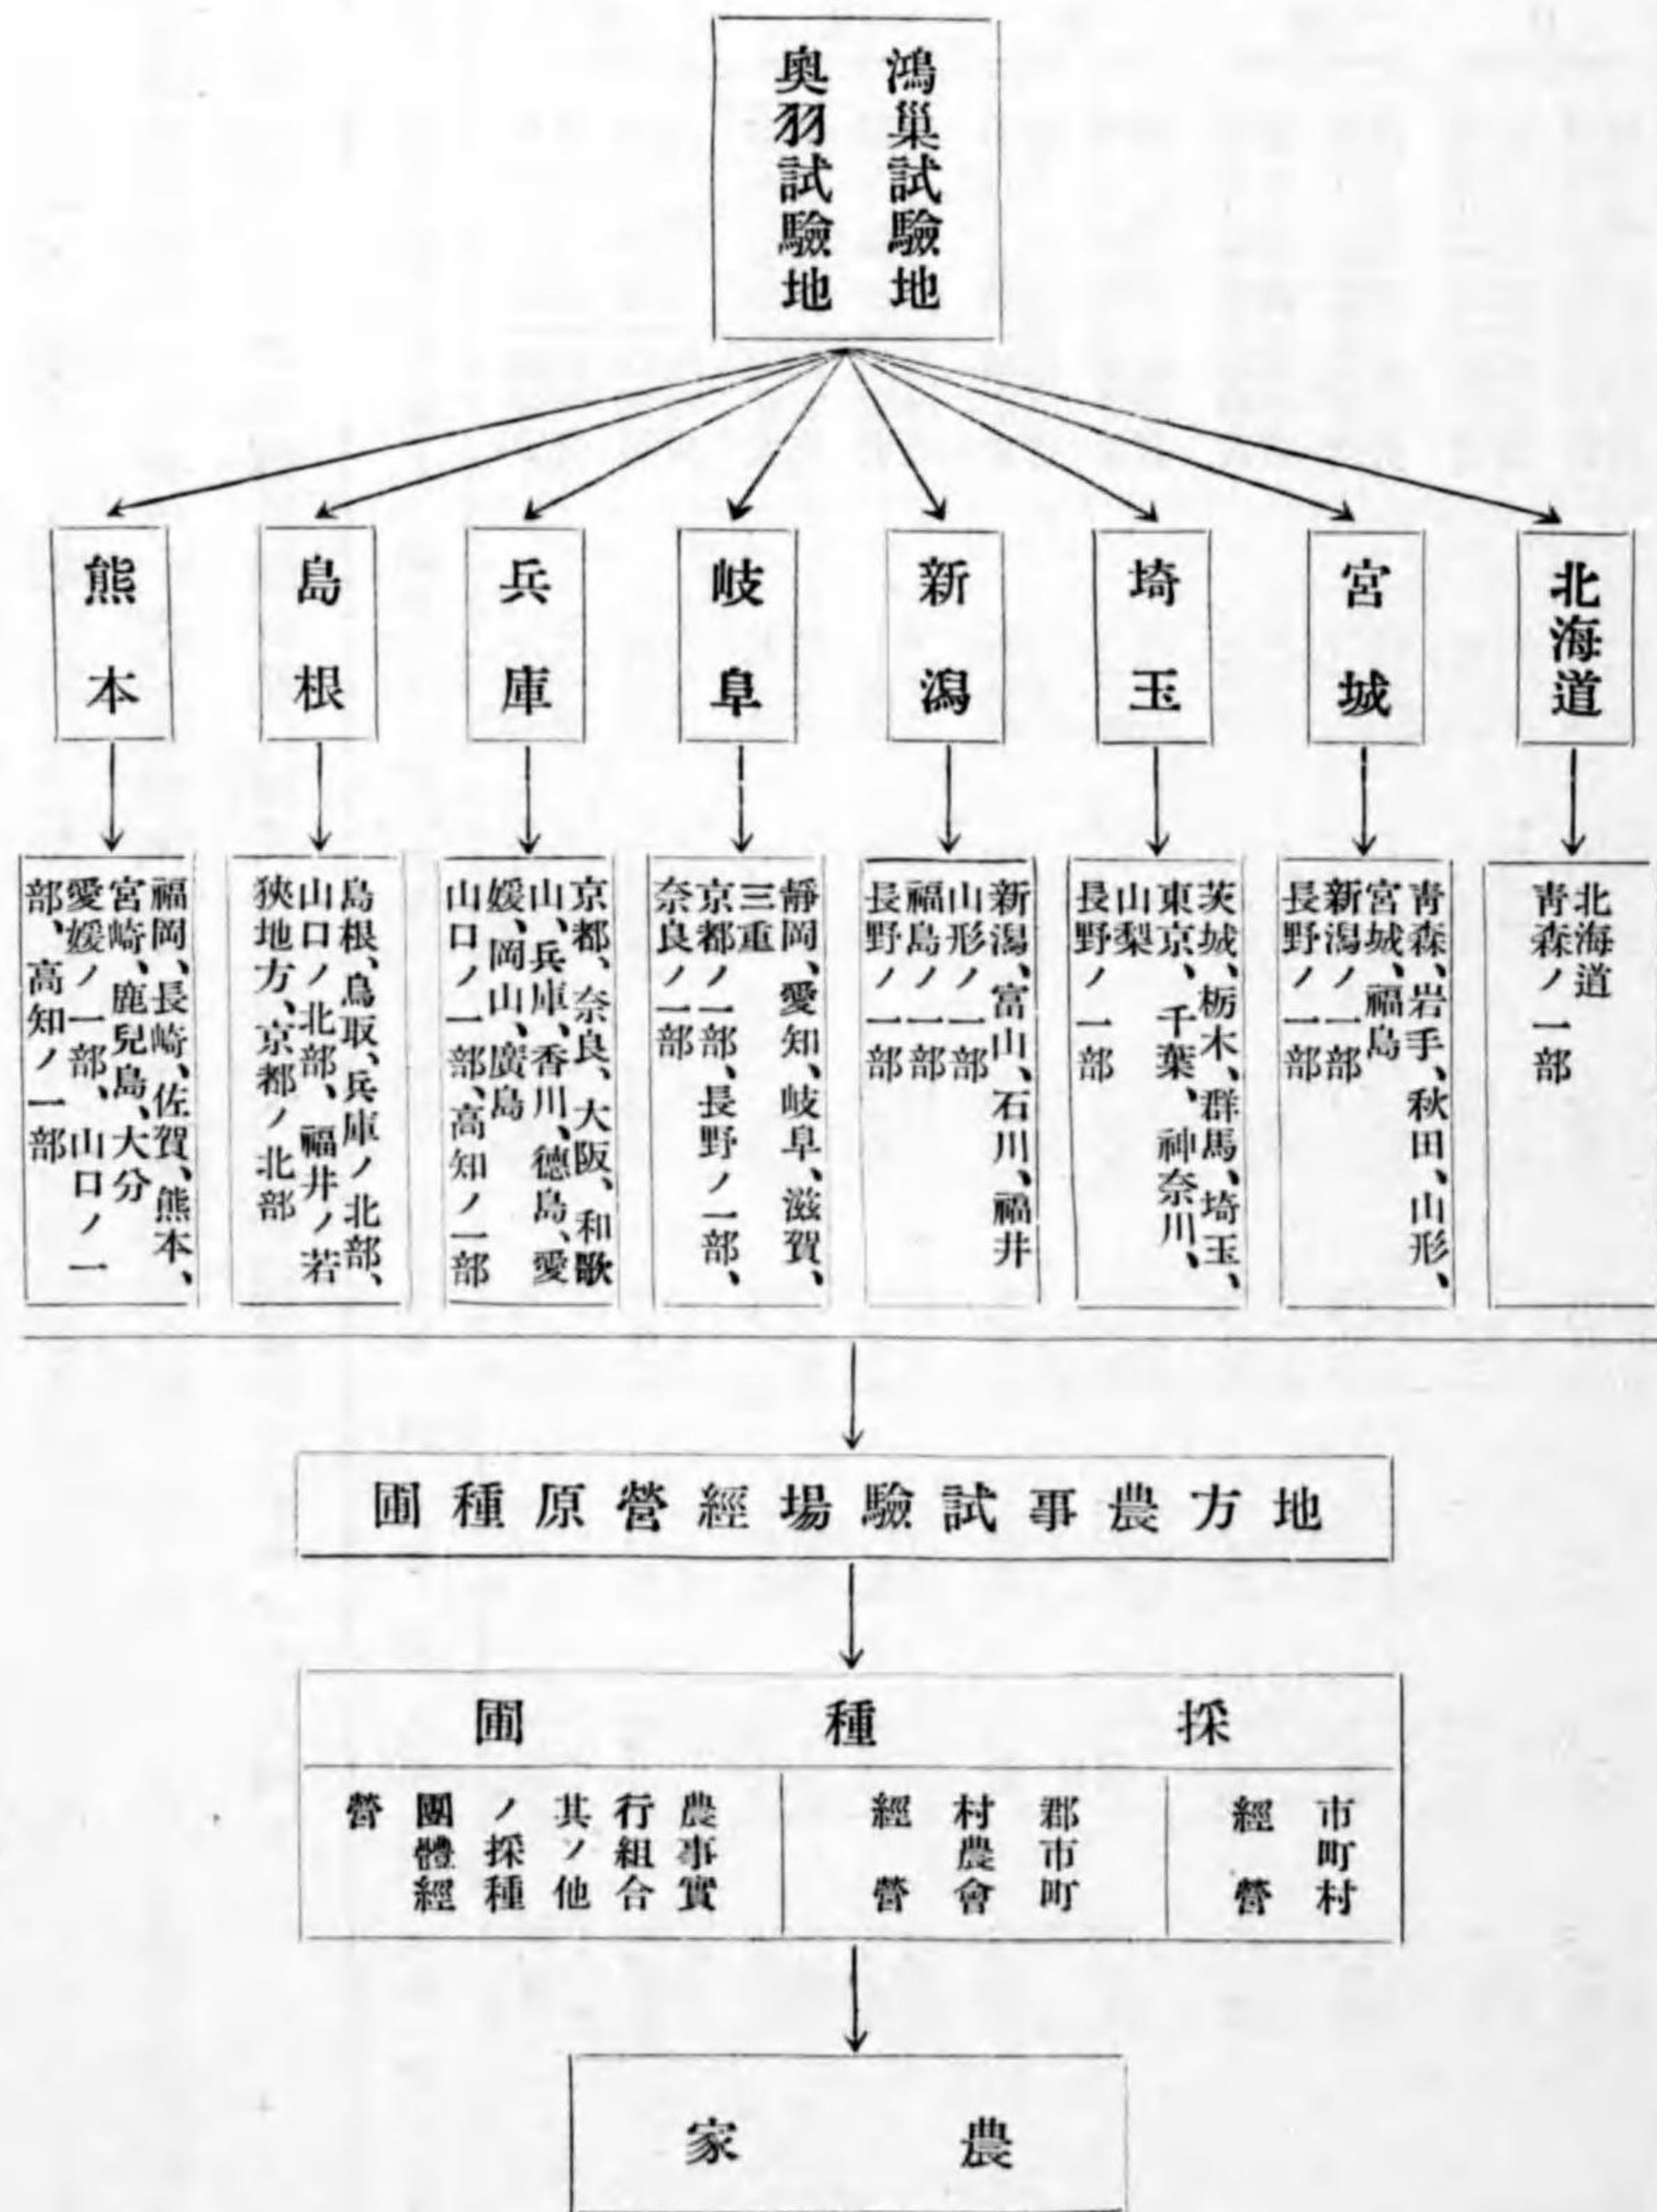 鴻巣試驗地
奥羽試驗地
北海道
宮城
埼玉
新潟
岐阜
兵庫
島根
熊本
北海道
青森ノ一部
青森、岩手、秋田、山形、
宮城、福島
新潟ノ一部
長野ノ一部
茨城、栃木、群馬、埼玉、
東京、千葉、神奈川、
山梨
長野ノ一部
新潟、富山、石川、福井
山形ノ一部
福島ノ一部
長野ノ一部
靜岡、愛知、岐阜、滋賀、
三重
京都ノ一部、長野ノ一部、
奈良ノ一部
京都、奈良、大阪、和歌
山、兵庫、香川、德島、愛
媛、岡山、廣島
山口ノ一部、高知ノ一部
島根、鳥取、兵庫ノ北部、
山口ノ北部、福井ノ若
狹地方、京都ノ北部
福岡、長崎、佐賀、熊本、
宮崎、鹿兒島、大分
愛媛ノ一部、山口ノ一
部、高知ノ一部
地方農事試驗場經營原種圃
採種圃
市町村
經營
郡市町
村農會
經營
農事實
行組合
其ノ他
ノ採種
團體經
營
農家